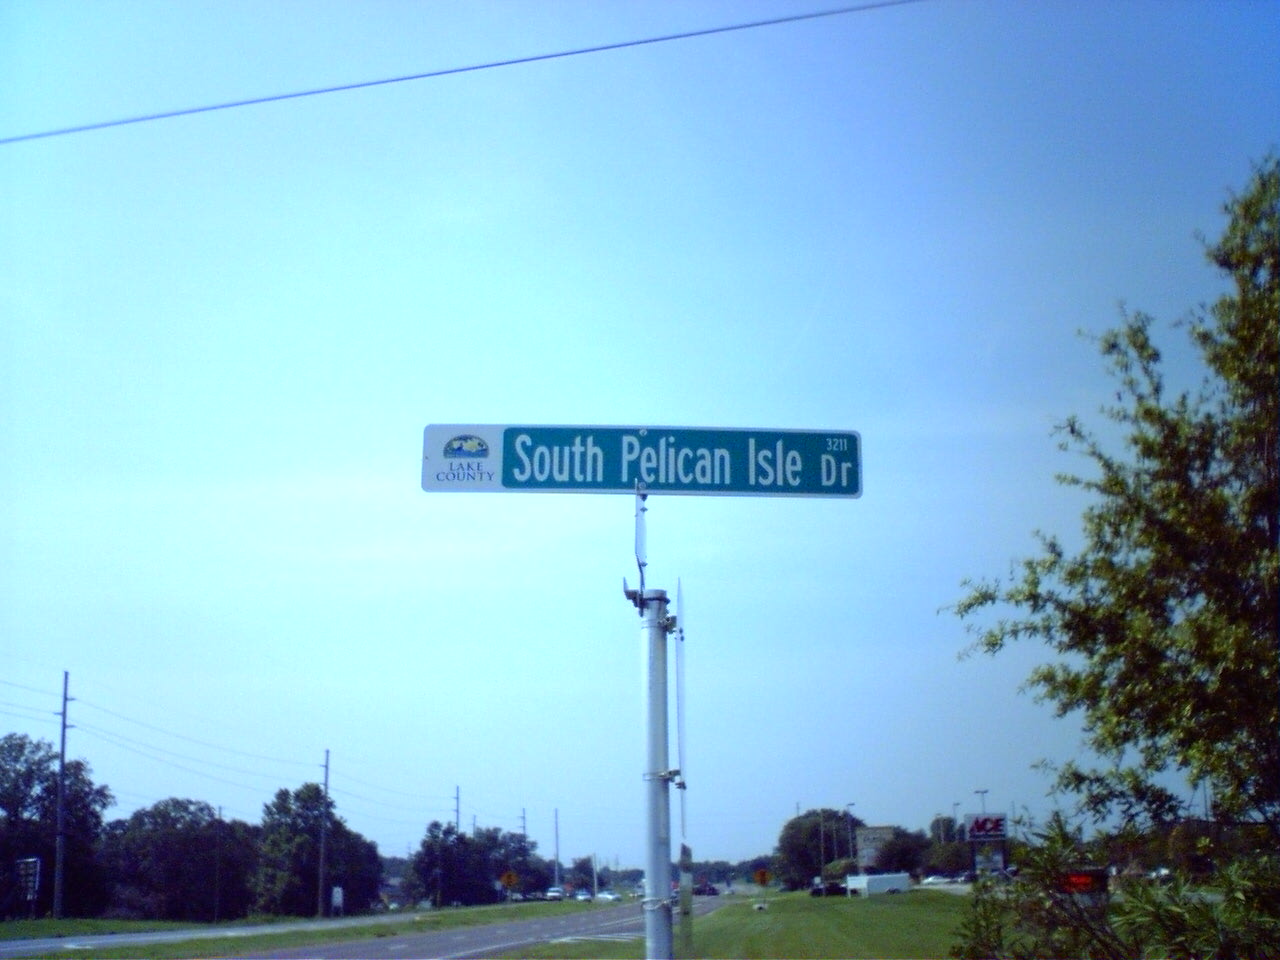 LAKE
COUNTY
South Pelican Isle Dr
3211
ACE